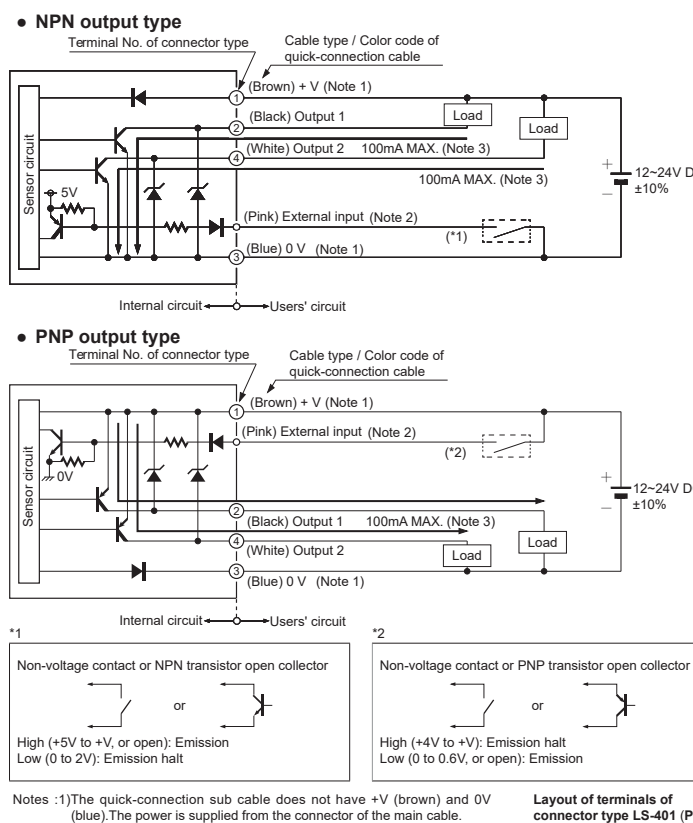 ● NPN output type
Terminal No. of connector type
Cable type / Color code of
quick-connection cable
(Brown) + V (Note 1)
1
Load
(Black) Output 1
2
Load
(White) Output 2 100mA MAX. (Note 3)
4
100mA MAX. (Note 3)
+
12~24V D
±10%
−
Sensor circuit
5V
(Pink) External input (Note 2)
(*1)
(Blue) 0 V (Note 1)
3
Internal circuit
Users' circuit
● PNP output type
Terminal No. of connector type
Cable type / Color code of
quick-connection cable
(Brown) + V (Note 1)
1
(Pink) External input (Note 2)
(*2)
Sensor circuit
0V
+
12~24V D
±10%
−
2
(Black) Output 1 100mA MAX. (Note 3)
4
(White) Output 2
Load
Load
3
(Blue) 0 V (Note 1)
Internal circuit
Users' circuit
*1
Non-voltage contact or NPN transistor open collector
or
High (+5V to +V, or open): Emission
Low (0 to 2V): Emission halt
*2
Non-voltage contact or PNP transistor open collector
or
High (+4V to +V): Emission halt
Low (0 to 0.6V, or open): Emission
Notes :1)The quick-connection sub cable does not have +V (brown) and 0V
(blue).The power is supplied from the connector of the main cable.
Layout of terminals of
connector type LS-401 (P